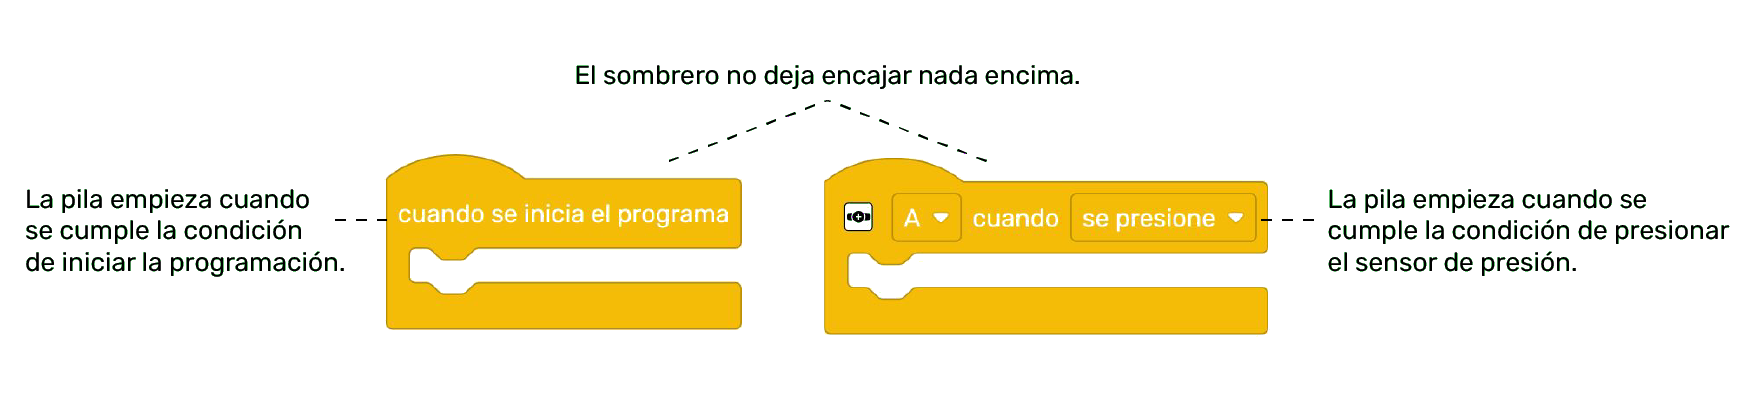 El sombrero no deja encajar nada encima.
La pila empieza cuando
se cumple la condición
de iniciar la programación.
cuando se inicia el programa
A cuando se presione
La pila empieza cuando se
cumple la condición de presionar
el sensor de presión.